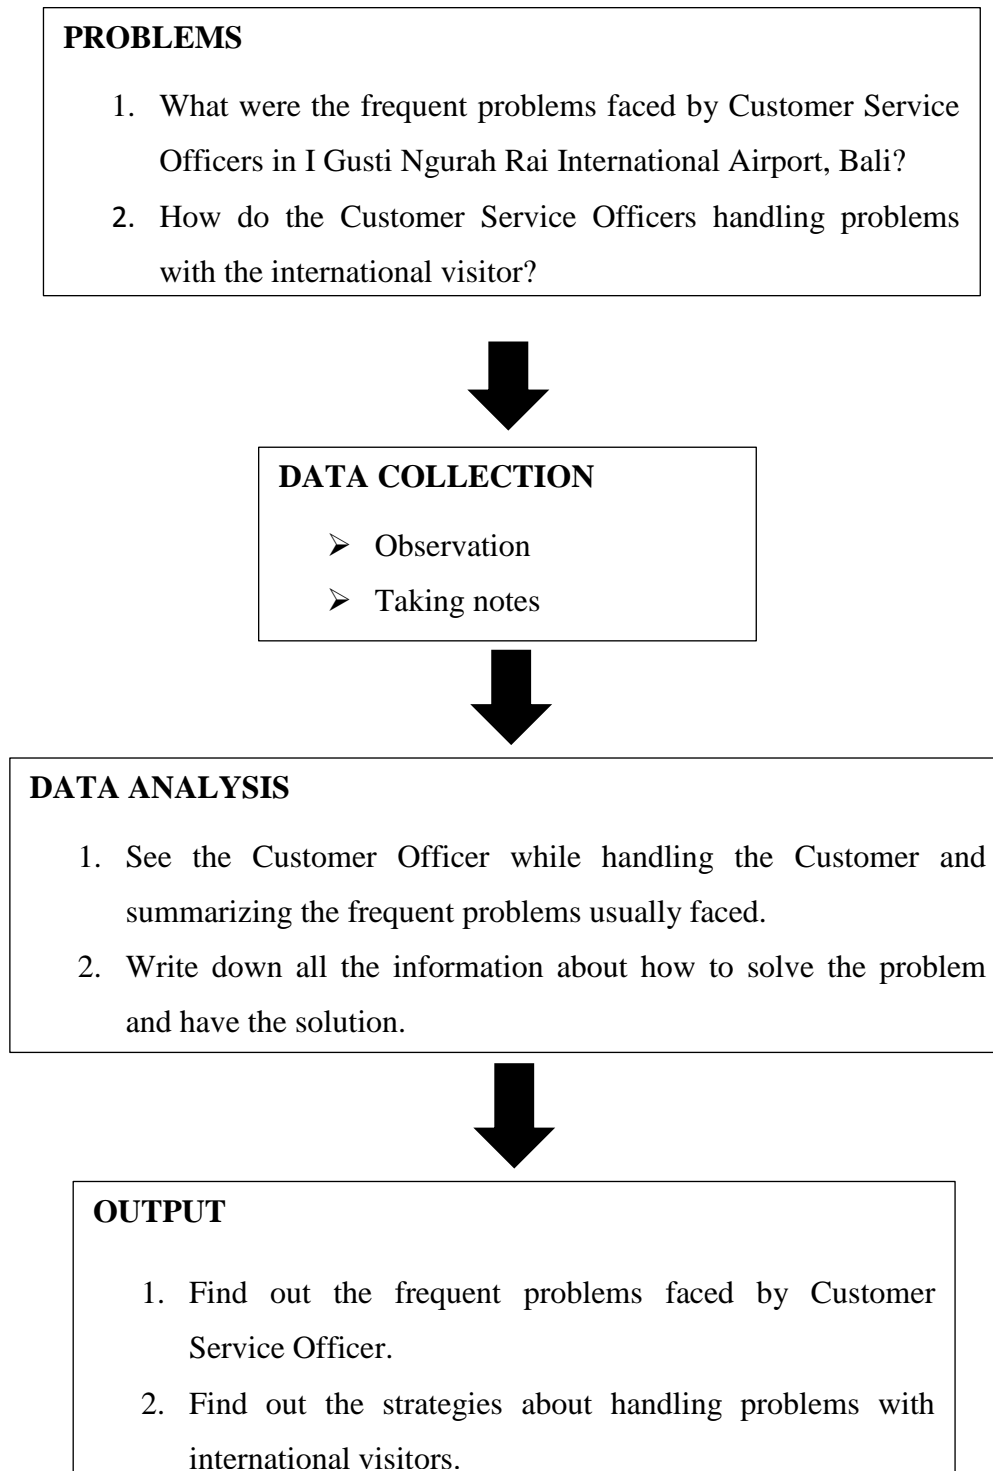 PROBLEMS
1. What were the frequent problems faced by Customer Service
Officers in I Gusti Ngurah Rai International Airport, Bali?
2. How do the Customer Service Officers handling problems
with the international visitor?
DATA COLLECTION
➢ Observation
➢ Taking notes
DATA ANALYSIS
1. See the Customer Officer while handling the Customer and
summarizing the frequent problems usually faced.
2. Write down all the information about how to solve the problem
and have the solution.
OUTPUT
1. Find out the frequent problems faced by Customer
Service Officer.
2. Find out the strategies about handling problems with
international visitors.